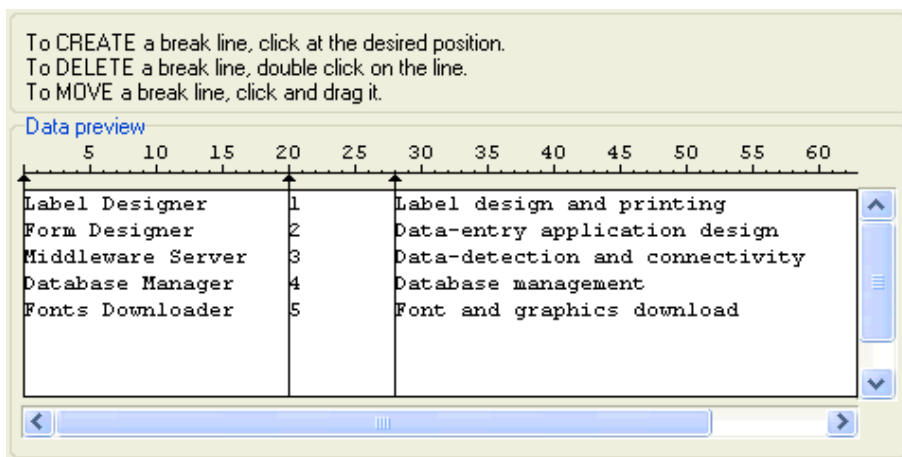 To CREATE a break line, click at the desired position.
To DELETE a break line, double click on the line.
To MOVE a break line, click and drag it.
Data preview
5 10 15 20 25 30 35 40 45 50 55 60
Label Designer 1 Label design and printing
Form Designer 2 Data-entry application design
Middleware Server 3 Data-detection and connectivity
Database Manager 4 Database management
Fonts Downloader 5 Font and graphics download